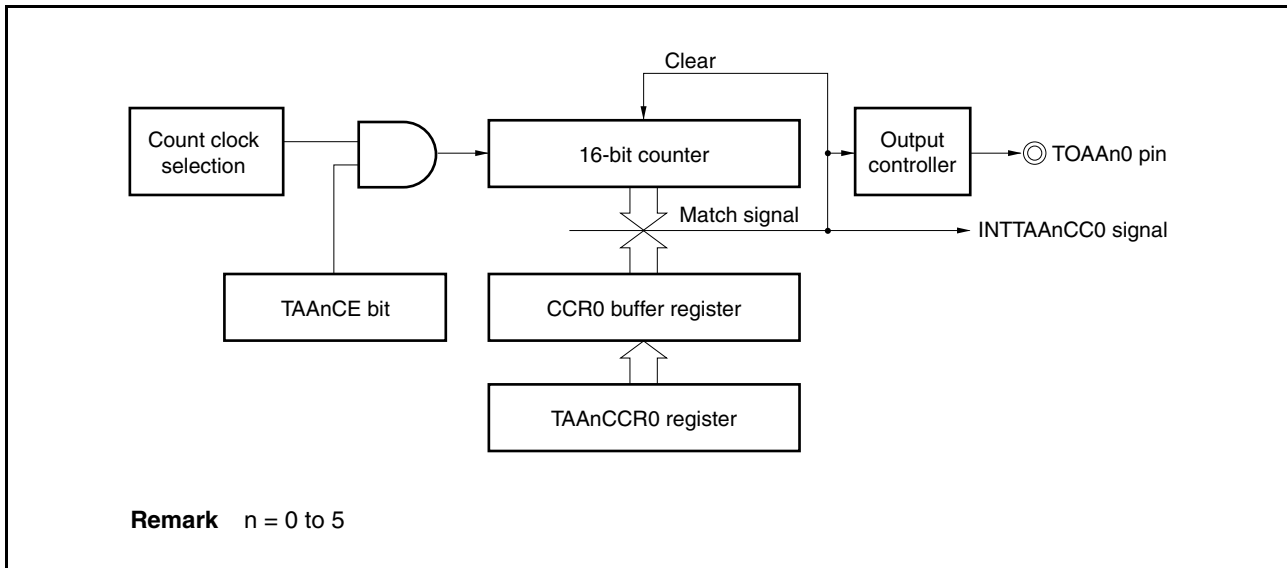 Clear
Count clock
selection
16-bit counter
Output
controller
TOAAn0 pin
Match signal
INTTAAnCC0 signal
TAAnCE bit
CCR0 buffer register
TAAnCCR0 register
Remark n = 0 to 5